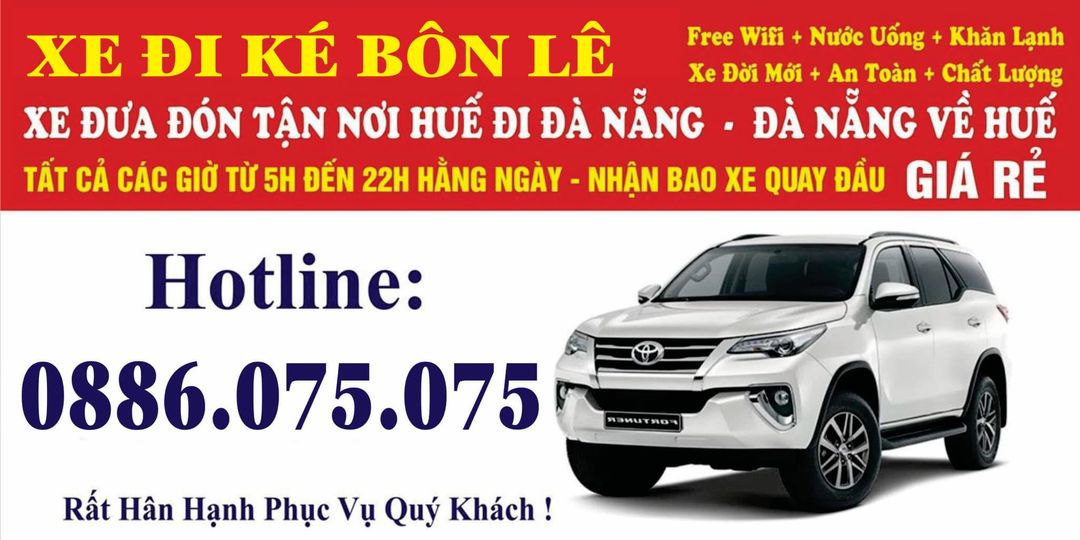 XE ĐI KÉ BÔN LÊ
Free Wifi + Nước Uống + Khăn Lạnh
Xe Đời Mới + An Toàn + Chất Lượng
XE ĐƯA ĐÓN TẬN NƠI HUẾ ĐI ĐÀ NẴNG - ĐÀ NẴNG VỀ HUẾ
TẤT CẢ CÁC GIỜ TỪ 5H ĐẾN 22H HẰNG NGÀY - NHẬN BAO XE QUAY ĐẦU GIÁ RẺ
Hotline:
0886.075.075
FORTUNER
Rất Hân Hạnh Phục Vụ Quý Khách !